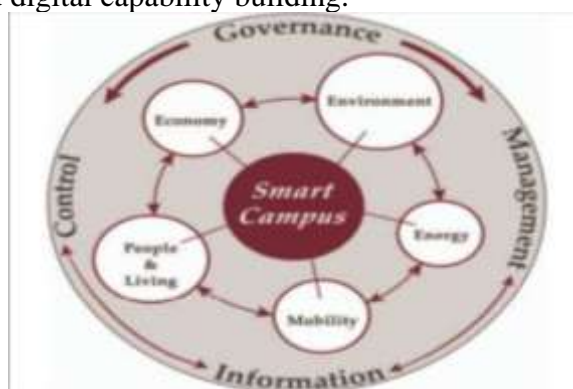 digital capability building.
Governance
Environment
Economy
Control
Management
Smart
Campus
Energy
People
&
Living
Mobility
Information